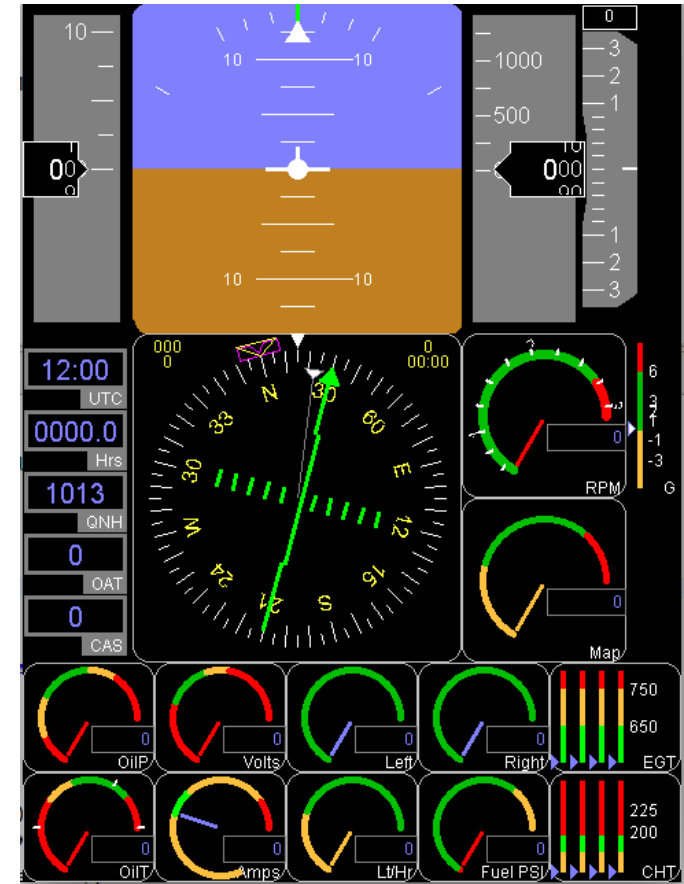 0
10
10 10
1000
500
3
2
1
00
000
1
2
3
10 10
000
0
0
00:00
12:00
UTC
0000.0
Hrs
1013
QNH
0
OAT
0
CAS
N
30
60
E
12
15
S
21
24
W
30
33
0
RPM
6
3
-1
-3
G
0
Map
0
OilP
0
Volts
0
Left
0
Right
750
650
EGT
0
OilT
0
Amps
0
Lt/Hr
0
Fuel PSI
225
200
CHT